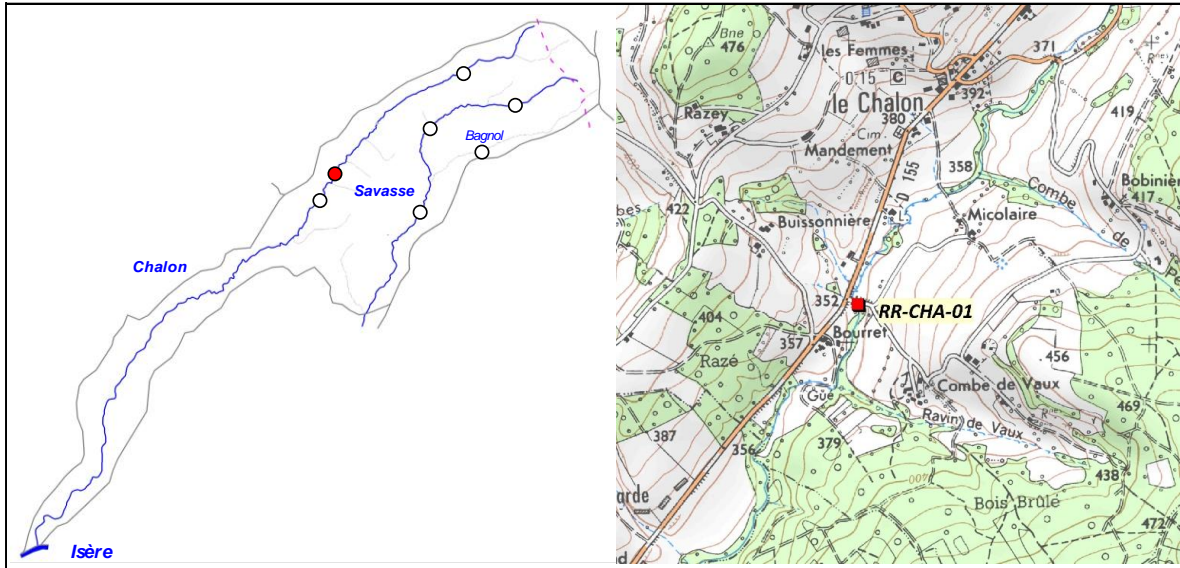 Bagnol
Savasse
Chalon
Isère
Bne
476
les Femmes
371
0.15
C
392
le Chalon
419
Razey
380
Cim.
Mandement
358
D 155
Combe
de
Bobinier
417
422
Buissonnière
Micolaire
352
RR-CHA-01
404
Bourret
Razé
357
456
Combe de Vaux
Gué
469
387
Ravin de Vaux
356
379
438
400
arde
Bois Brûlé
472